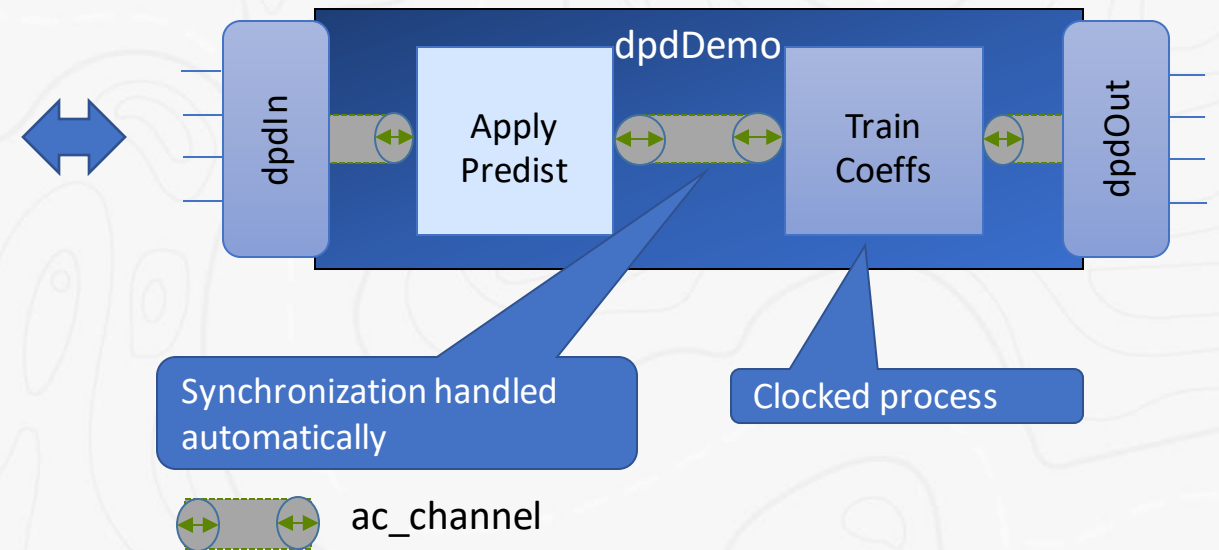 dpdDemo
dpdIn
Apply
Predist
Train
Coeffs
dpdOut
Synchronization handled
automatically
Clocked process
ac_channel